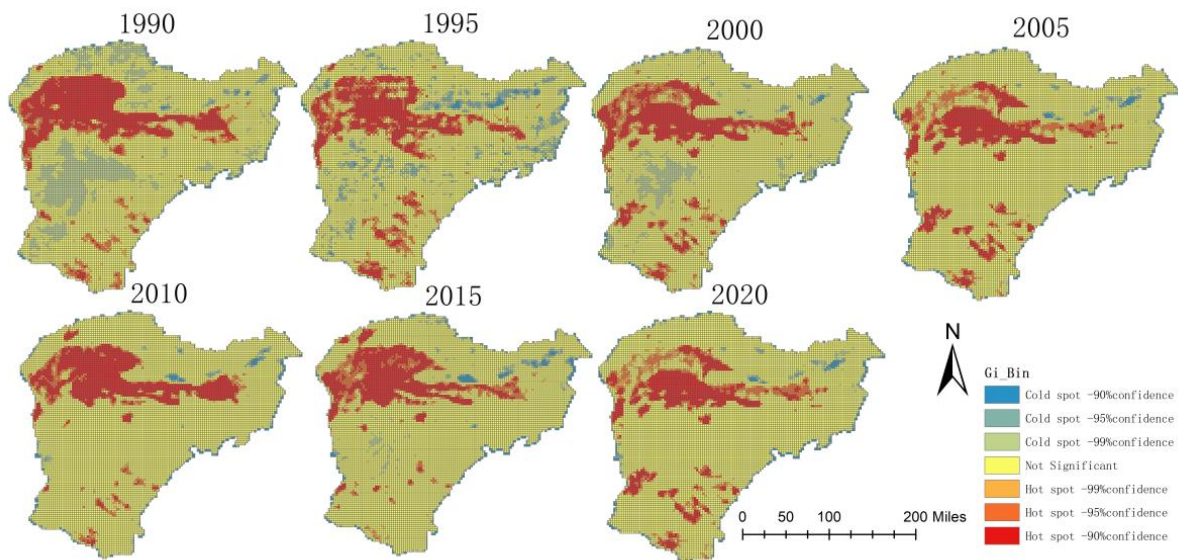 1990
1995
2000
2005
2010
2015
2020
N
Gi_Bin
Cold spot -90%confidence
Cold spot -95%confidence
Cold spot -99%confidence
Not Significant
Hot spot -99%confidence
Hot spot -95%confidence
Hot spot -90%confidence
0 50 100 200 Miles